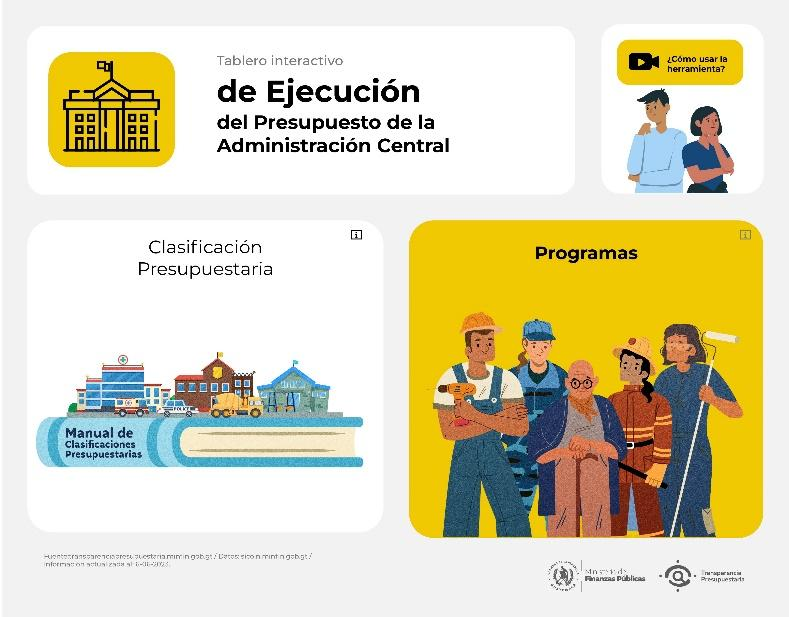 Tablero interactivo
de Ejecución
del Presupuesto de la
Administración Central
¿Cómo usar la
herramienta?
Clasificación
Presupuestaria
Programas
POLICE
Manual de
Clasificaciones
Presupuestarias
Fuente:transparenciapresupuestaria.minfin.gob.gt / Datos: sicoin.minfin.gob.gt /
Información actualizada al:
Ministerio de
Finanzas Públicas
Transparencia
Presupuestaria